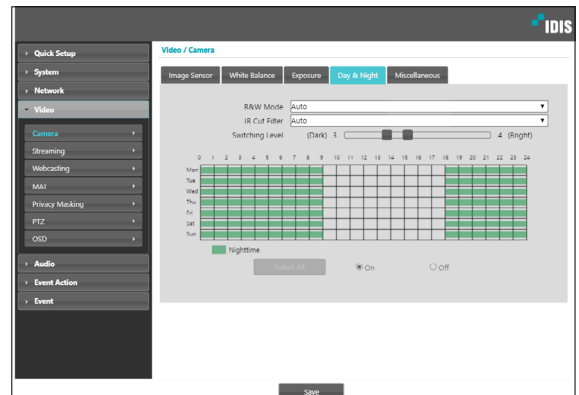 IDIS
Quick Setup
System
Network
Video
Camera
Streaming
Webcasting
MAT
Privacy Masking
PTZ
OSD
Audio
Event Action
Event
Video / Camera
Image Sensor White Balance Exposure Day & Night Miscellaneous
B&W Mode Auto
IR Cut Filter Auto
Switching Level (Dark) 3 4 (Bright)
0 1 2 3 4 5 6 7 8 9 10 11 12 13 14 15 16 17 18 19 20 21 22 23 24
Mon
Tue
Wed
Thu
Fri
Sat
Sun
Nighttime
Select All On Off
Save